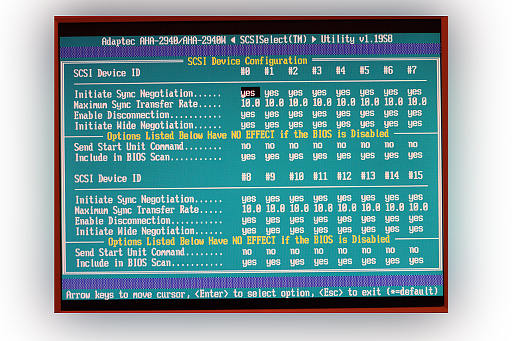 Adaptec AHA-2940/AHA-2940W ◄ SCSISelect(TM) ► Utility v1.19S8
SCSI Device Configuration
SCSI Device ID #0 #1 #2 #3 #4 #5 #6 #7
Initiate Sync Negotiation...... yes yes yes yes yes yes yes yes
Maximum Sync Transfer Rate..... 10.0 10.0 10.0 10.0 10.0 10.0 10.0 10.0
Enable Disconnection........... yes yes yes yes yes yes yes yes
Initiate Wide Negotiation...... yes yes yes yes yes yes yes yes
Options Listed Below Have NO EFFECT if the BIOS is Disabled
Send Start Unit Command........ no no no no no no no no
Include in BIOS Scan........... yes yes yes yes yes yes yes yes
SCSI Device ID #8 #9 #10 #11 #12 #13 #14 #15
Initiate Sync Negotiation...... yes yes yes yes yes yes yes yes
Maximum Sync Transfer Rate..... 10.0 10.0 10.0 10.0 10.0 10.0 10.0 10.0
Enable Disconnection........... yes yes yes yes yes yes yes yes
Initiate Wide Negotiation...... yes yes yes yes yes yes yes yes
Options Listed Below Have NO EFFECT if the BIOS is Disabled
Send Start Unit Command........ no no no no no no no no
Include in BIOS Scan........... yes yes yes yes yes yes yes yes
Arrow keys to move cursor, <Enter> to select option, <Esc> to exit (*=default)